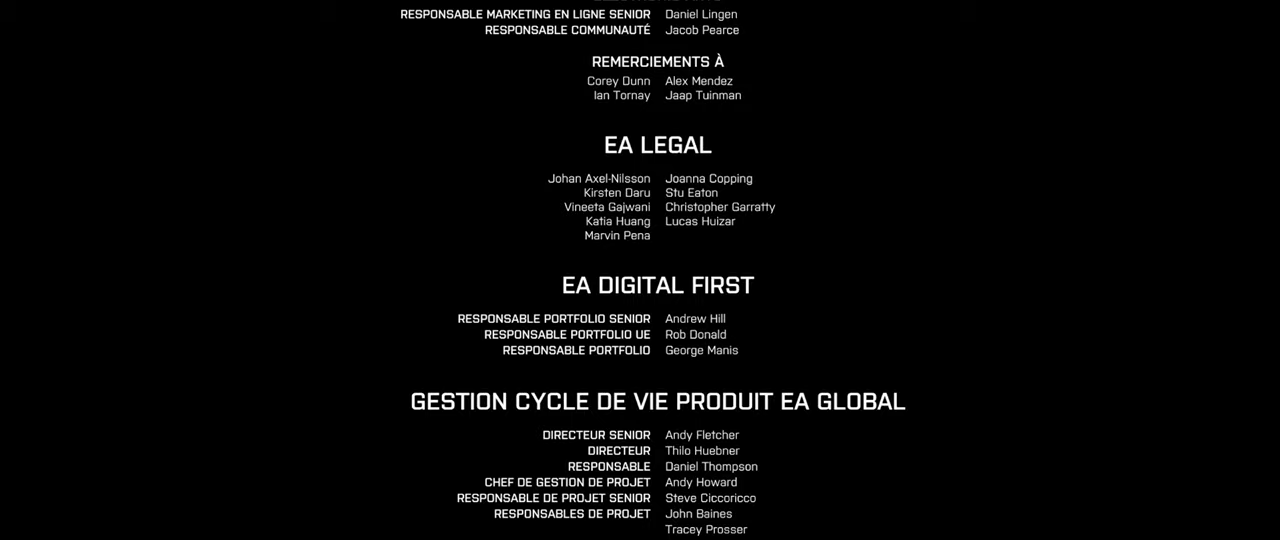 RESPONSABLE MARKETING EN LIGNE SENIOR Daniel Lingen
RESPONSABLE COMMUNAUTÉ Jacob Pearce
REMERCIEMENTS À
Corey Dunn Alex Mendez
Ian Tornay Jaap Tuinman
EA LEGAL
Johan Axel-Nilsson Joanna Copping
Kirsten Daru Stu Eaton
Vineeta Gajwani Christopher Garratty
Katia Huang Lucas Huizar
Marvin Pena
EA DIGITAL FIRST
RESPONSABLE PORTFOLIO SENIOR Andrew Hill
RESPONSABLE PORTFOLIO UE Rob Donald
RESPONSABLE PORTFOLIO George Manis
GESTION CYCLE DE VIE PRODUIT EA GLOBAL
DIRECTEUR SENIOR Andy Fletcher
DIRECTEUR Thilo Huebner
RESPONSABLE Daniel Thompson
CHEF DE GESTION DE PROJET Andy Howard
RESPONSABLE DE PROJET SENIOR Steve Ciccoricco
RESPONSABLES DE PROJET John Baines
Tracey Prosser